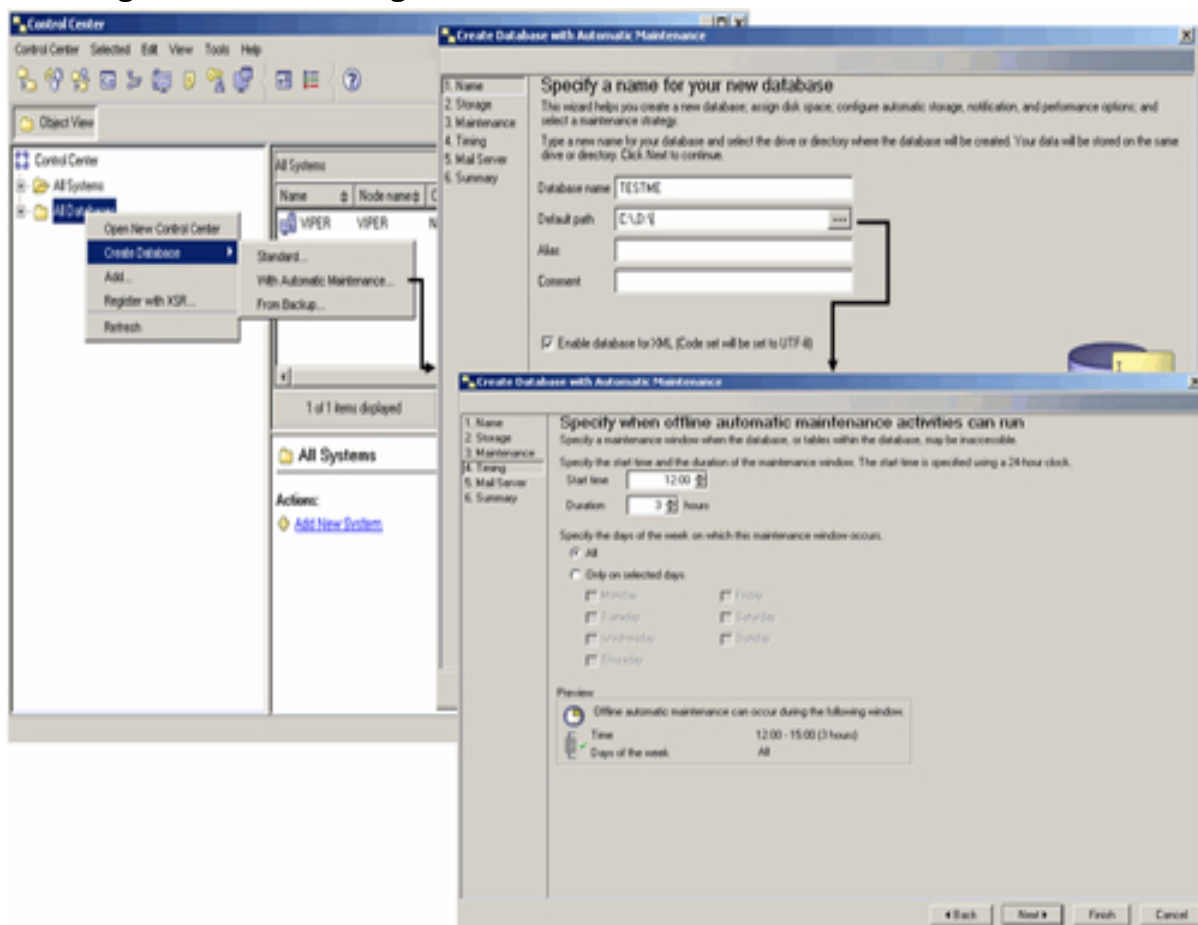 Control Center
Control Center Selected Edit View Tools Help
Object View
Control Center
All Systems
All Databases
Open New Control Center
Create Database
Add...
Register with XSR...
Refresh
Standard...
With Automatic Maintenance...
From Backup...
All Systems
Name Node name
VIPER VIPER
1 of 1 items displayed
All Systems
Actions:
Add New System
Create Database with Automatic Maintenance
1. Name
2. Storage
3. Maintenance
4. Timing
5. Mail Server
6. Summary
Specify a name for your new database
This wizard helps you create a new database, assign disk space, configure automatic storage, notification, and performance options, and
select a maintenance strategy.
Type a new name for your database and select the drive or directory where the database will be created. Your data will be stored on the same
drive or directory. Click Next to continue.
Database name TESTME
Default path C:\,D:\
...
Alias
Comment
Enable database for XML (Code set will be set to UTF-8)
Create Database with Automatic Maintenance
1. Name
2. Storage
3. Maintenance
4. Timing
5. Mail Server
6. Summary
Specify when offline automatic maintenance activities can run
Specify a maintenance window when the database, or tables within the database, may be inaccessible.
Specify the start time and the duration of the maintenance window. The start time is specified using a 24-hour clock.
Start time 12:00
Duration 3 hours
Specify the days of the week on which this maintenance window occurs.
All
Only on selected days
Monday Friday
Tuesday Saturday
Wednesday Sunday
Thursday
Preview
Offline automatic maintenance can occur during the following window.
Time 12:00 - 15:00 (3 hours)
Days of the week All
Back Next Finish Cancel